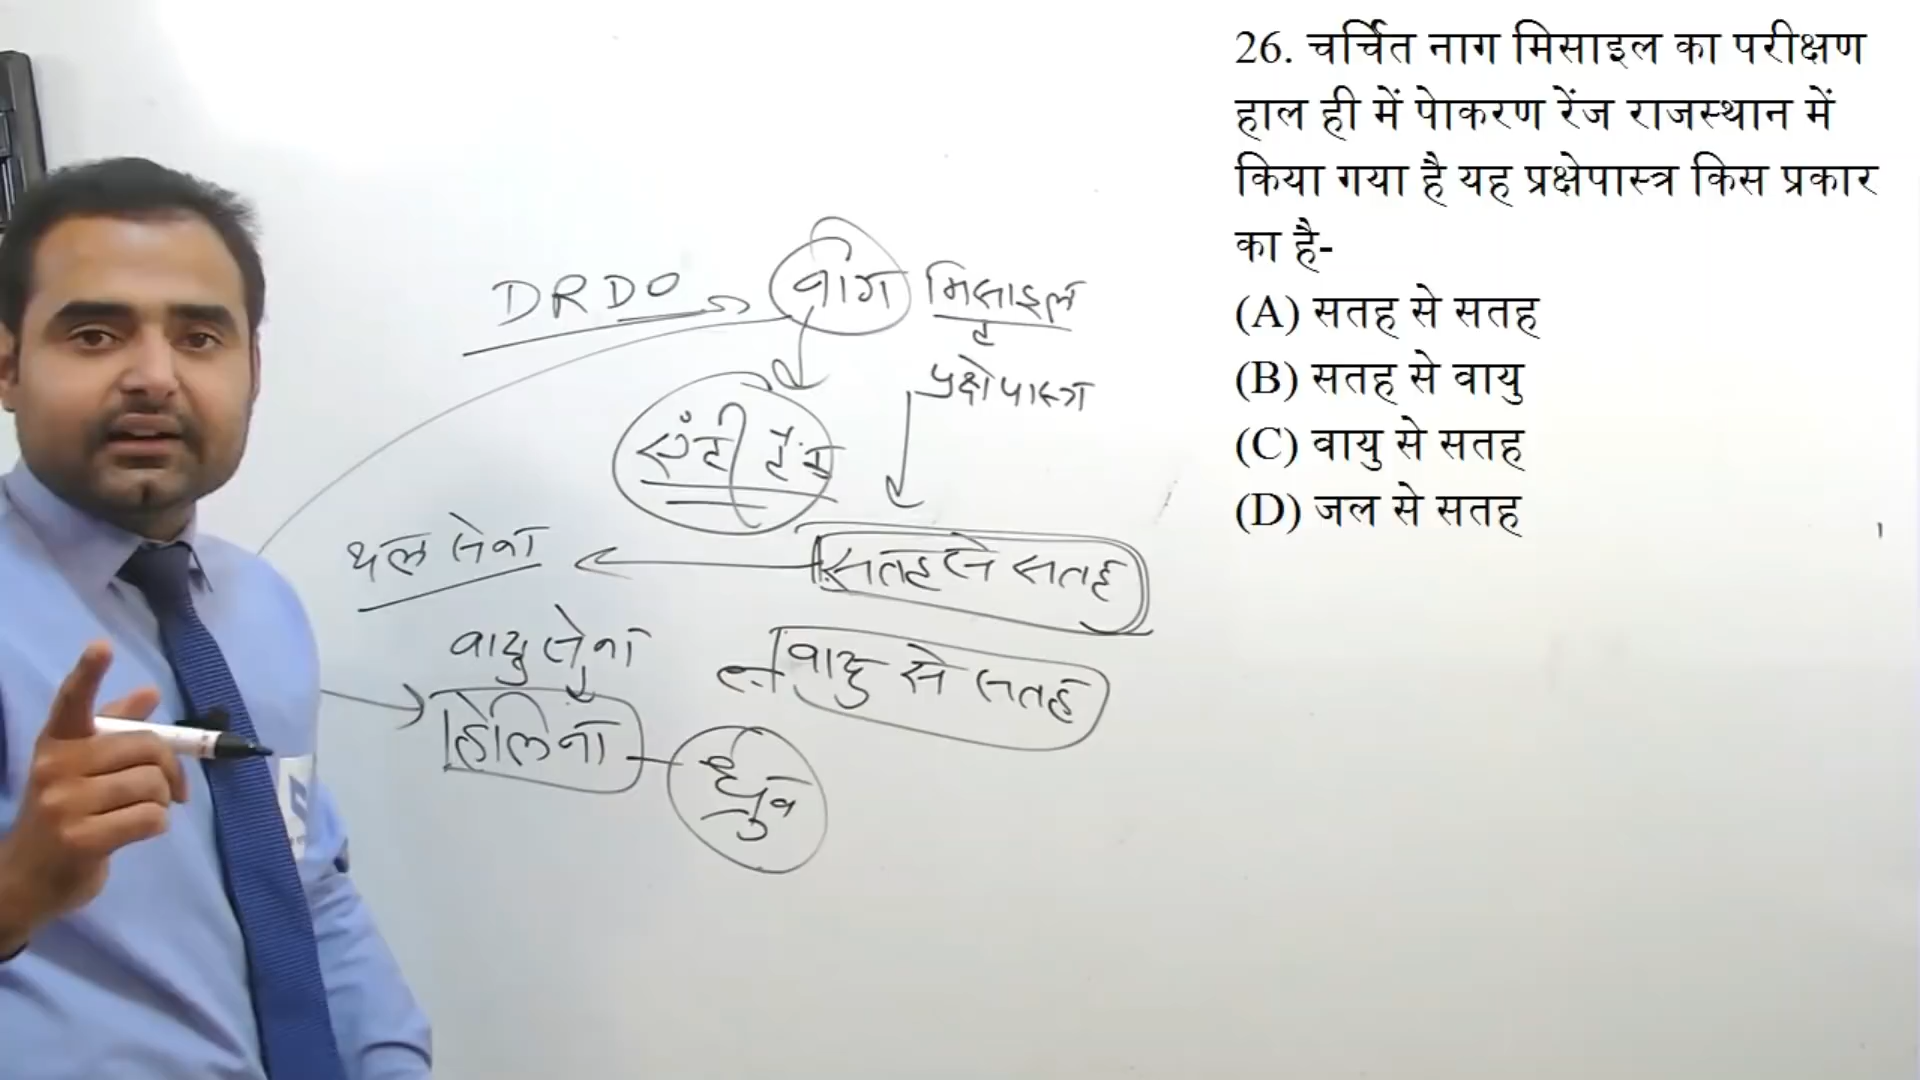 26. चर्चित नाग मिसाइल का परीक्षण
हाल ही में पेाकरण रेंज राजस्थान में
किया गया है यह प्रक्षेपास्त्र किस प्रकार
का है-
(A) सतह से सतह
(B) सतह से वायु
(C) वायु से सतह
(D) जल से सतह
DRDO नाग मिसाइल
प्रक्षेपास्त्र
एंटी टैंक
थल सेना सतह से सतह
वायु सेना वायु से सतह
हेलिना ध्रुव